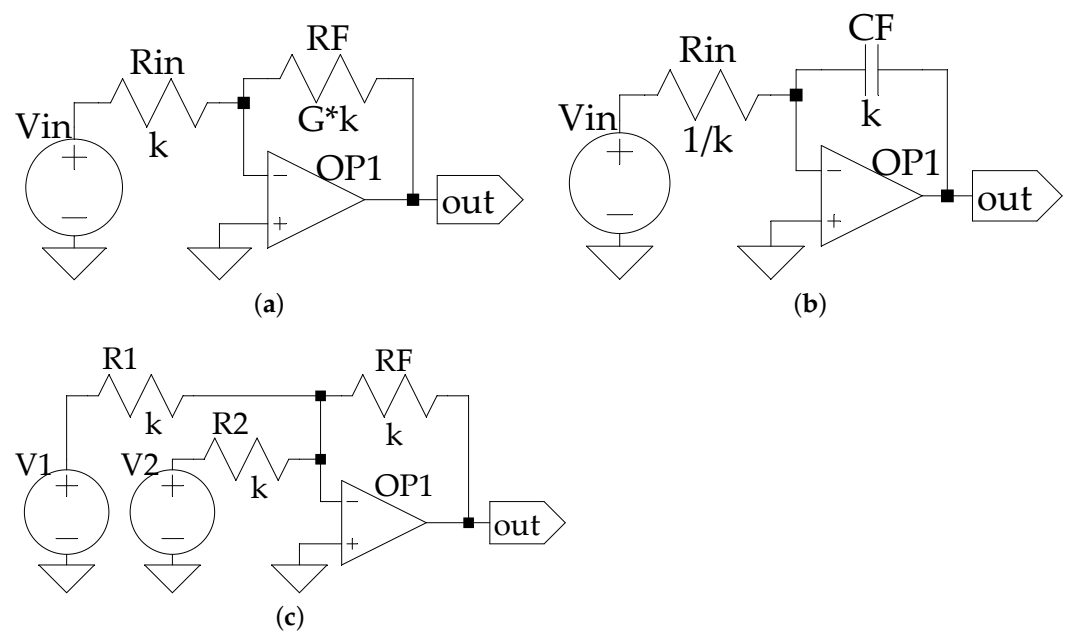 Rin
RF
Vin
k
G*k
+
−
−
OP1
+
out
(a)
CF
Rin
k
Vin
1/k
+
−
−
OP1
+
out
(b)
R1
RF
k
R2
k
V1
V2
k
+
−
+
−
−
OP1
+
out
(c)